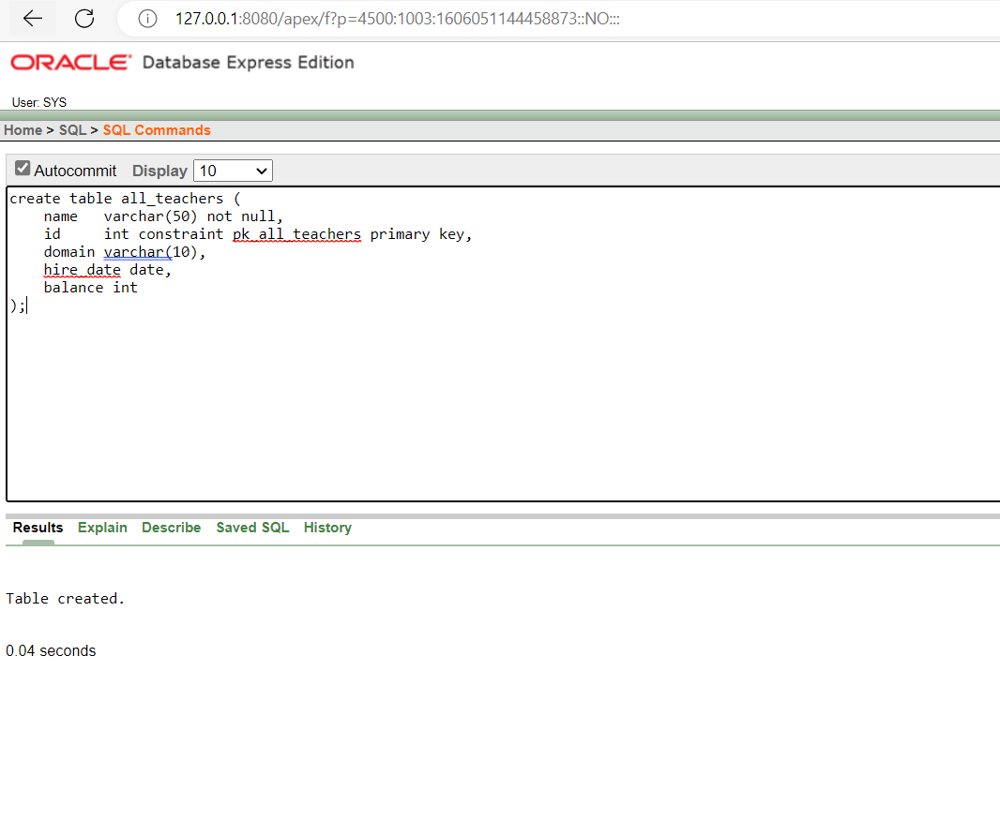 127.0.0.1:8080/apex/f?p=4500:1003:1606051144458873::NO:::
ORACLE Database Express Edition
User: SYS
Home > SQL > SQL Commands
Autocommit Display 10
create table all_teachers (
    name   varchar(50) not null,
    id     int constraint pk_all_teachers primary key,
    domain varchar(10),
    hire_date date,
    balance int
);
Results Explain Describe Saved SQL History
Table created.
0.04 seconds